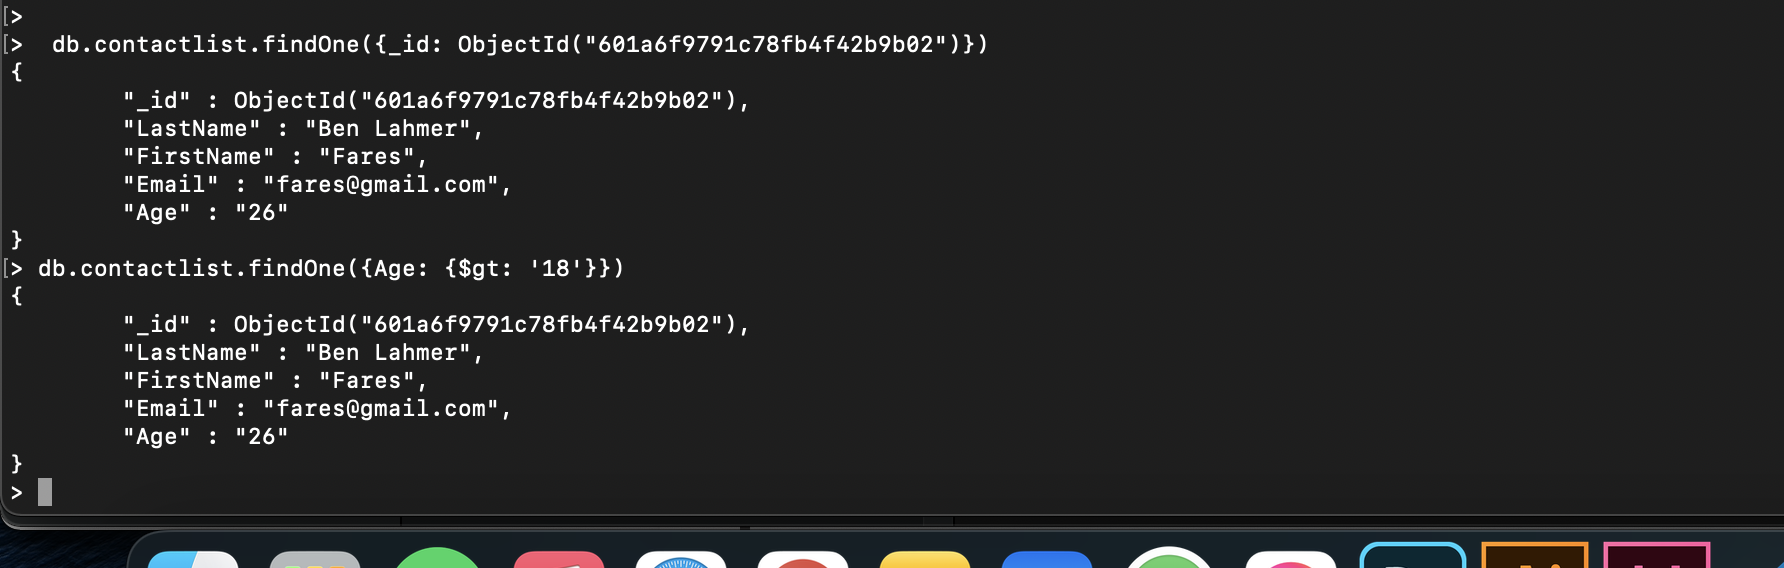 [>
[>  db.contactlist.findOne({_id: ObjectId("601a6f9791c78fb4f42b9b02")})
{
        "_id" : ObjectId("601a6f9791c78fb4f42b9b02"),
        "LastName" : "Ben Lahmer",
        "FirstName" : "Fares",
        "Email" : "fares@gmail.com",
        "Age" : "26"
}
[> db.contactlist.findOne({Age: {$gt: '18'}})
{
        "_id" : ObjectId("601a6f9791c78fb4f42b9b02"),
        "LastName" : "Ben Lahmer",
        "FirstName" : "Fares",
        "Email" : "fares@gmail.com",
        "Age" : "26"
}
>